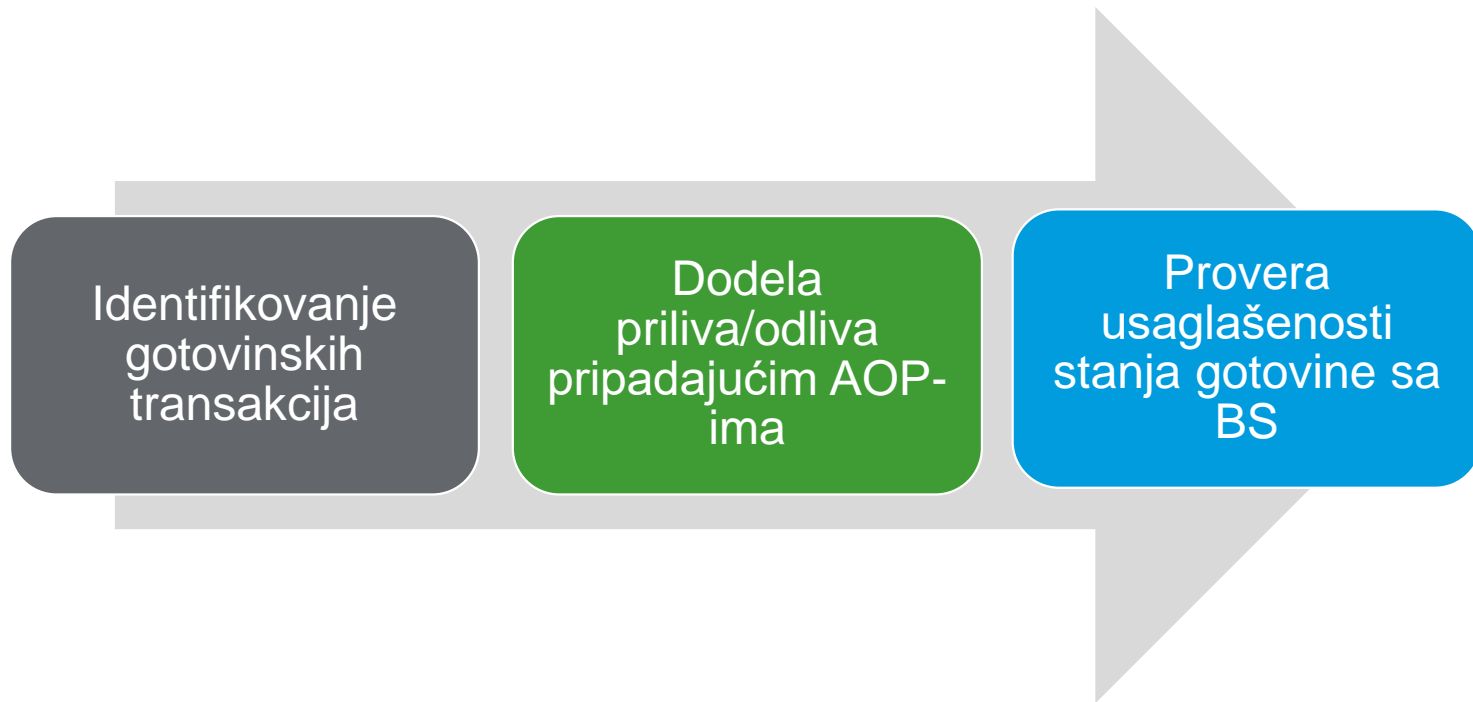 Identifikovanje
gotovinskih
transakcija
Dodela
priliva/odliva
pripadajućim AOP-
ima
Provera
usaglašenosti
stanja gotovine sa
BS